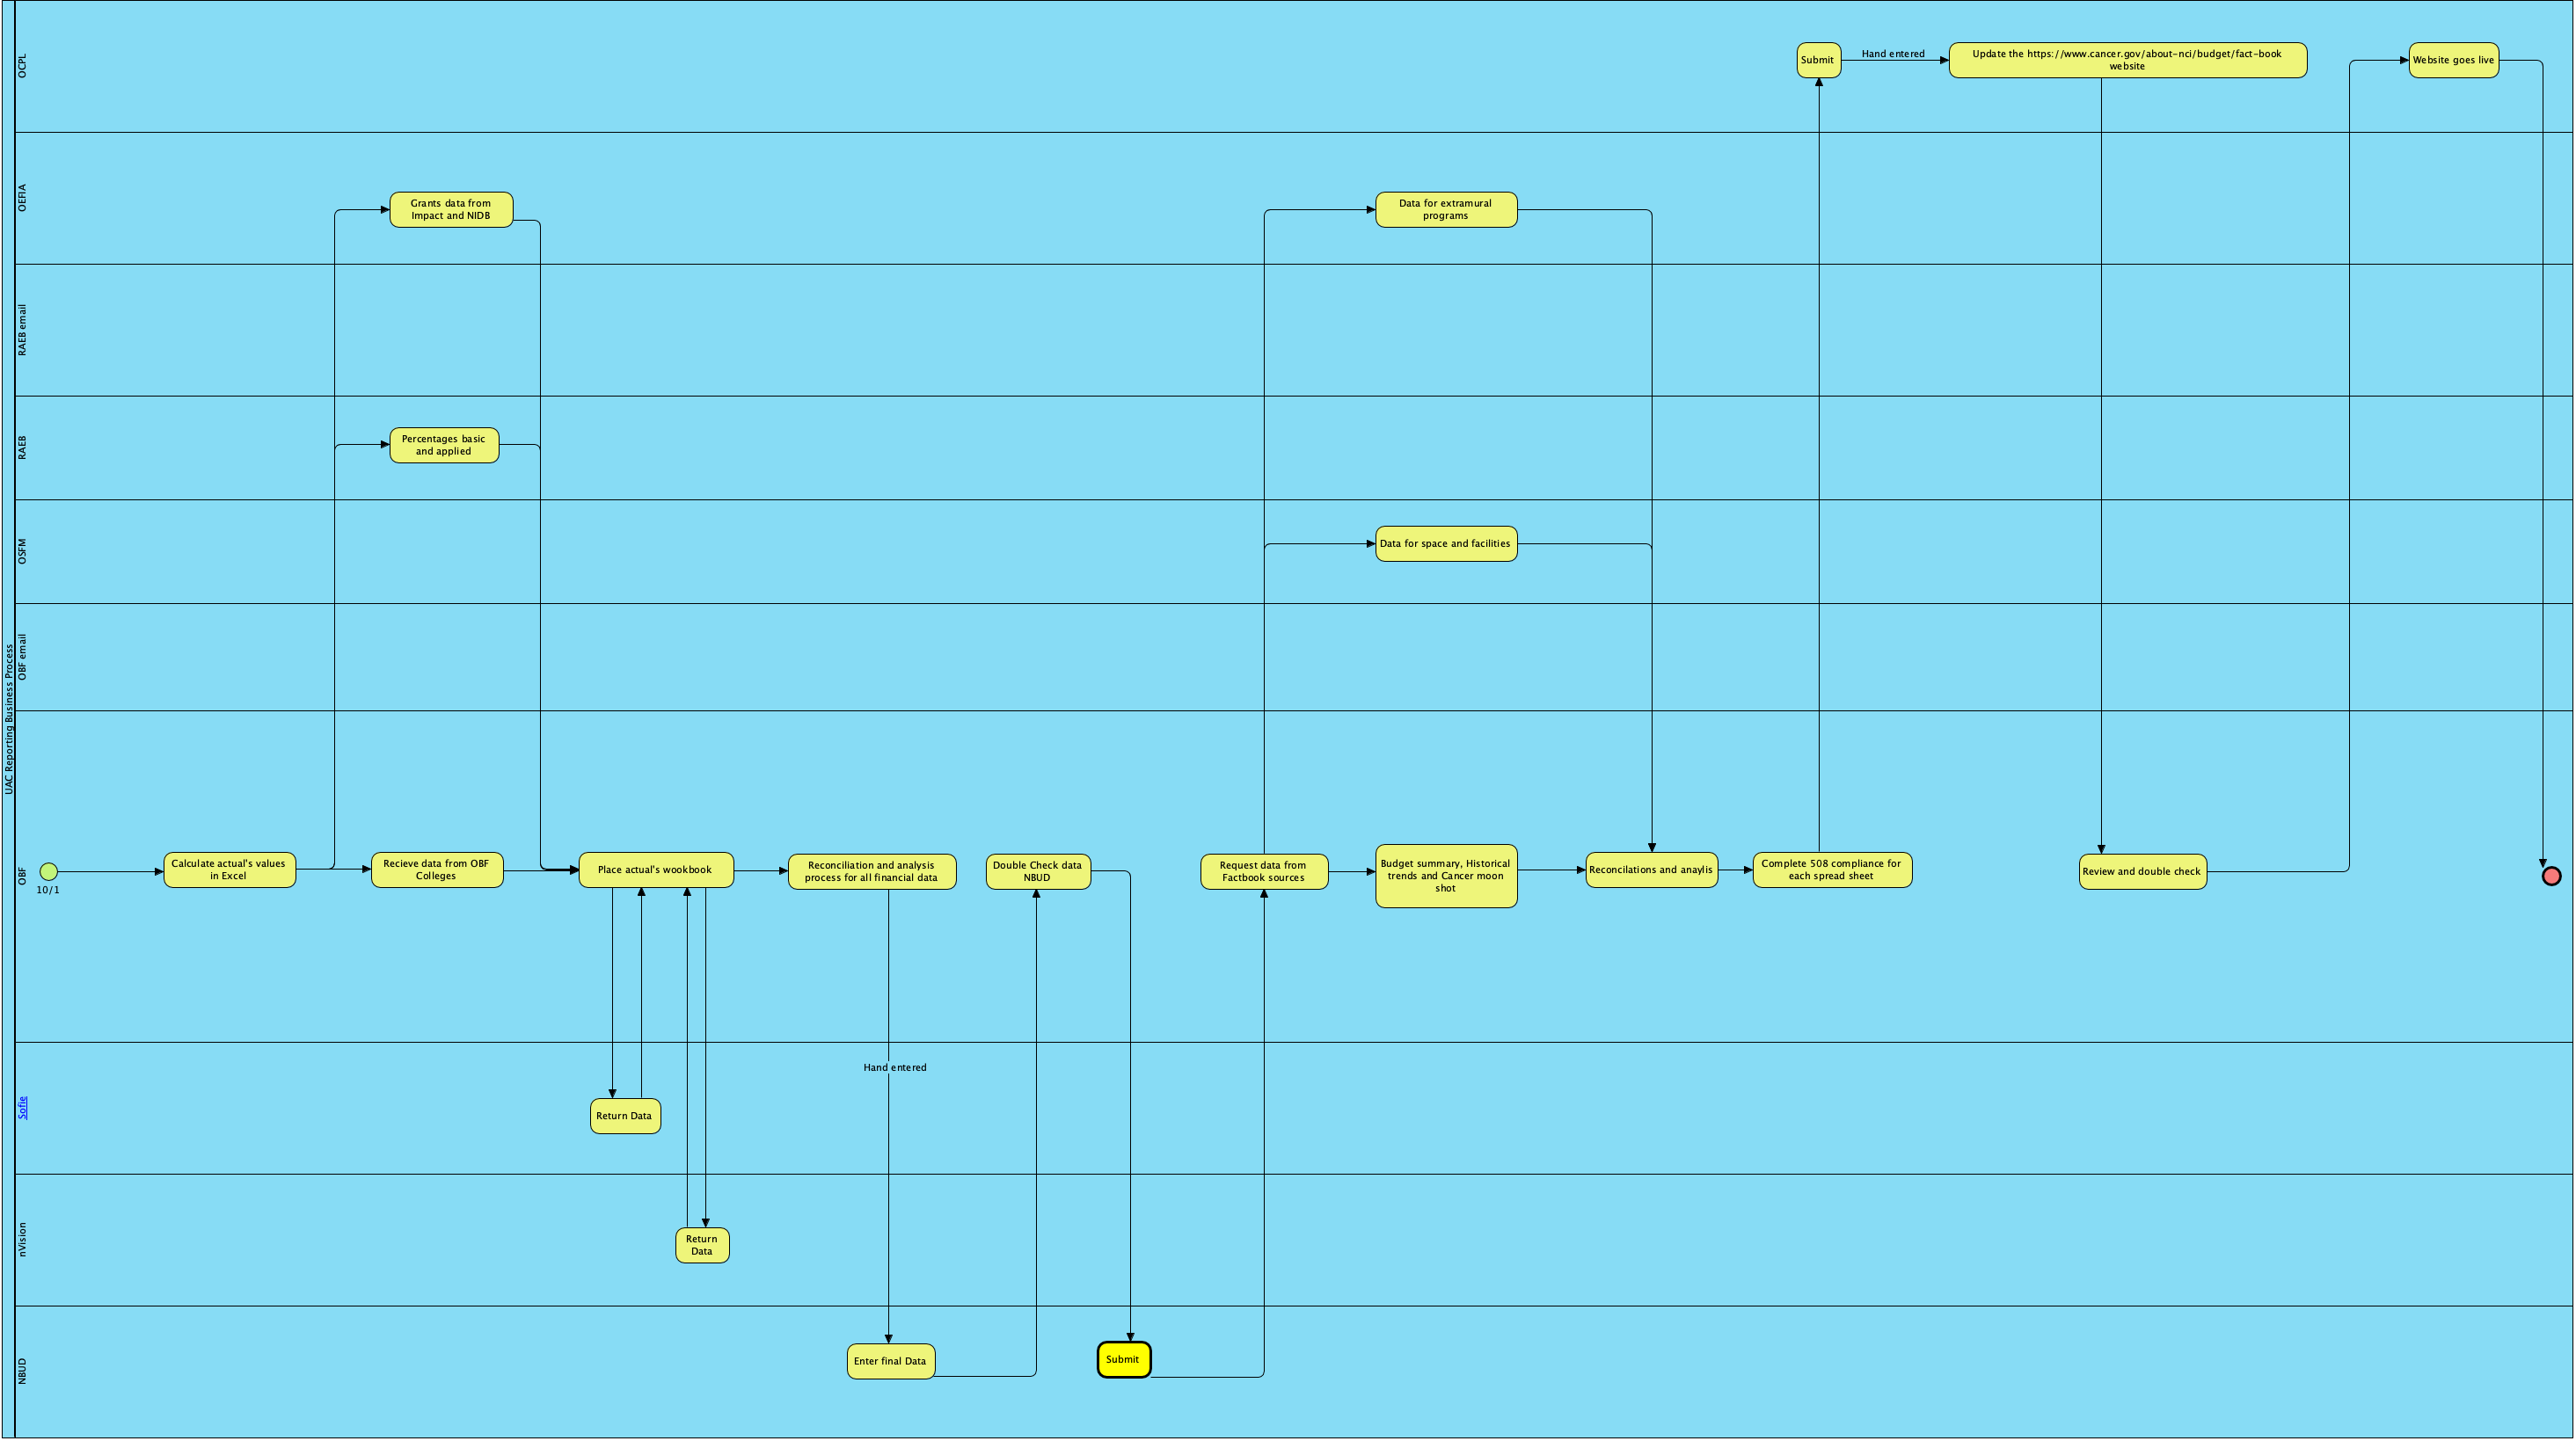 UAC Reporting Business Process
OCPL
Submit
Hand entered
Update the https://www.cancer.gov/about-nci/budget/fact-book
website
Website goes live
OEFIA
Grants data from
Impact and NIDB
Data for extramural
programs
RAEB email
RAEB
Percentages basic
and applied
OSFM
Data for space and facilities
OBF email
OBF
10/1
Calculate actual's values
in Excel
Recieve data from OBF
Colleges
Place actual's wookbook
Reconciliation and analysis
process for all financial data
Double Check data
NBUD
Request data from
Factbook sources
Budget summary, Historical
trends and Cancer moon
shot
Reconcilations and anaylis
Complete 508 compliance for
each spread sheet
Review and double check
Sofie
Hand entered
Return Data
nVision
Return
Data
NBUD
Enter final Data
Submit